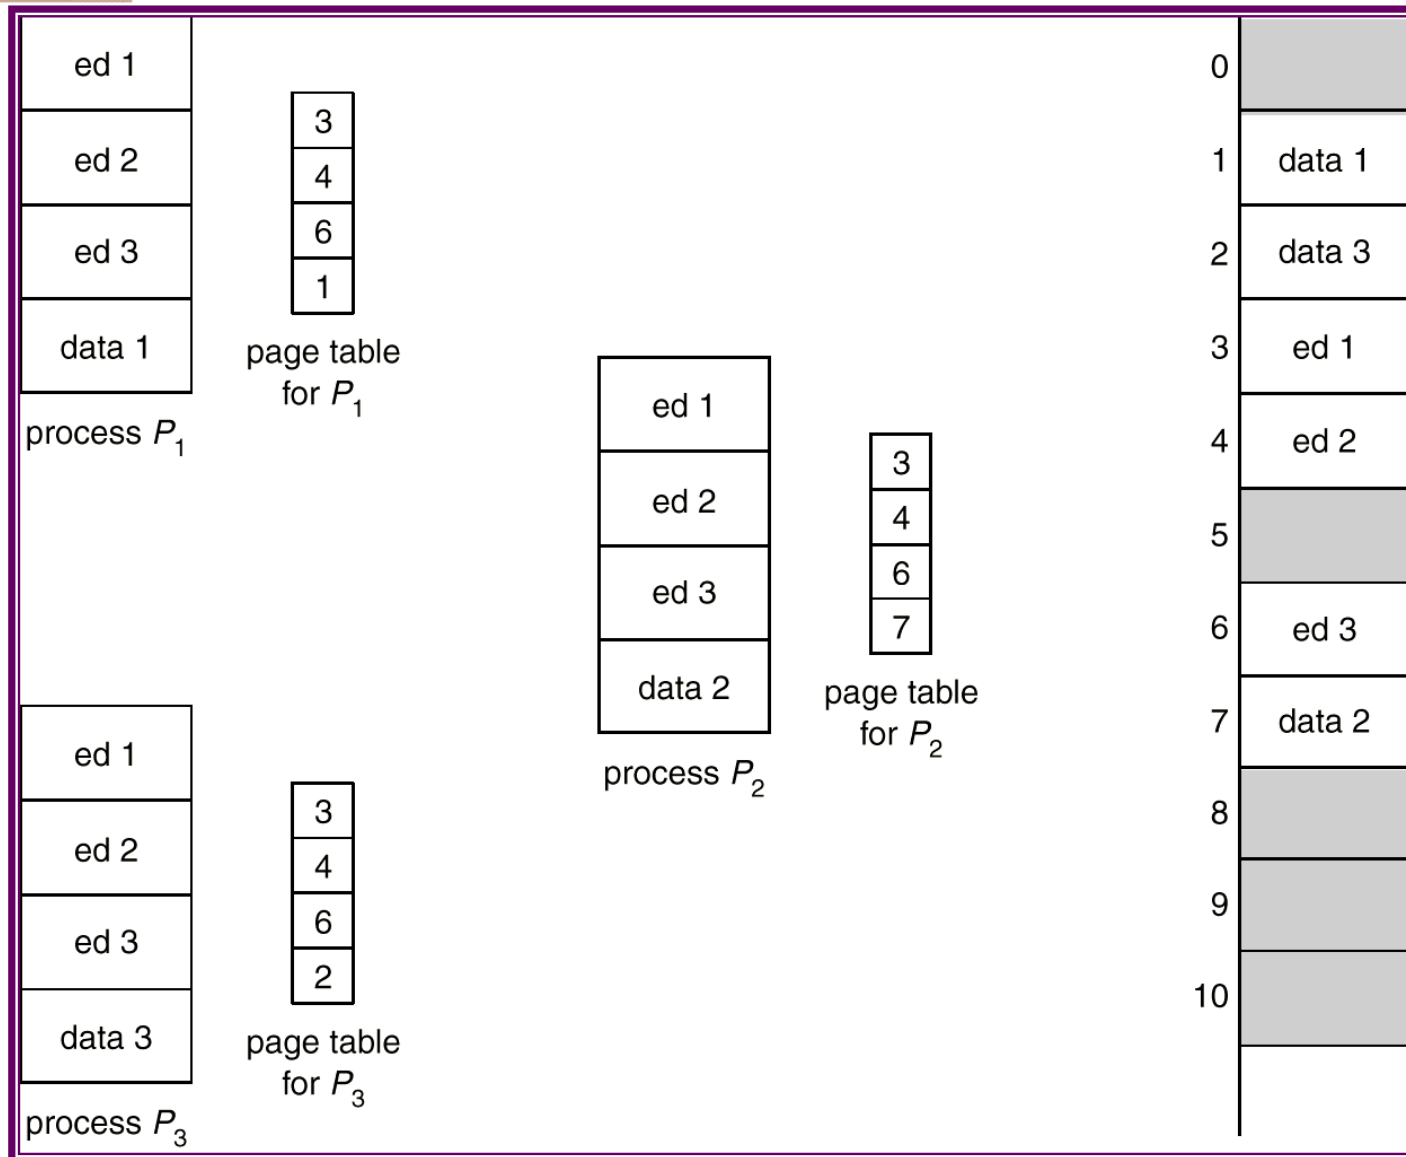 ed 1
ed 2
ed 3
data 1
process P1
3
4
6
1
page table
for P1
ed 1
ed 2
ed 3
data 2
process P2
3
4
6
7
page table
for P2
ed 1
ed 2
ed 3
data 3
process P3
3
4
6
2
page table
for P3
0
1 data 1
2 data 3
3 ed 1
4 ed 2
5
6 ed 3
7 data 2
8
9
10